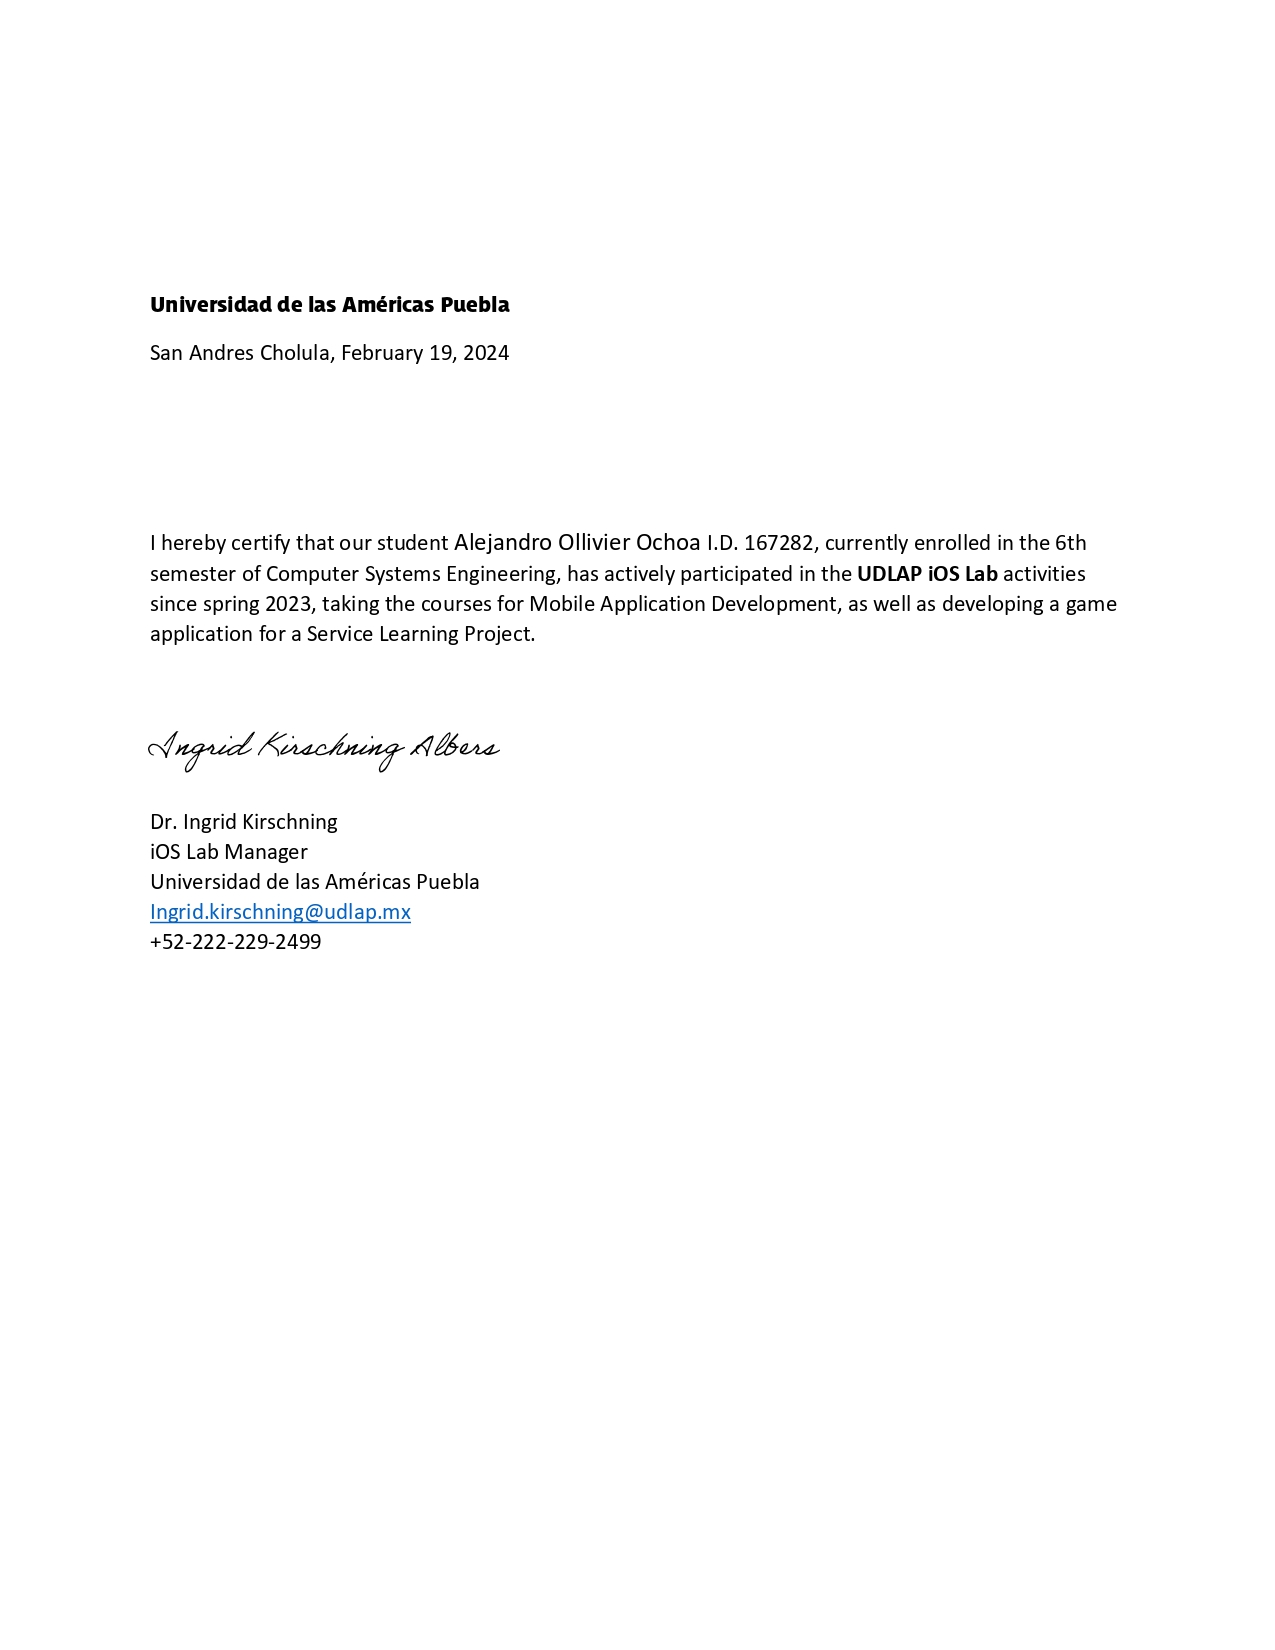 Universidad de las Américas Puebla
San Andres Cholula, February 19, 2024
I hereby certify that our student Alejandro Ollivier Ochoa I.D. 167282, currently enrolled in the 6th
semester of Computer Systems Engineering, has actively participated in the UDLAP iOS Lab activities
since spring 2023, taking the courses for Mobile Application Development, as well as developing a game
application for a Service Learning Project.
Ingrid Kirschning Albers
Dr. Ingrid Kirschning
iOS Lab Manager
Universidad de las Américas Puebla
Ingrid.kirschning@udlap.mx
+52-222-229-2499